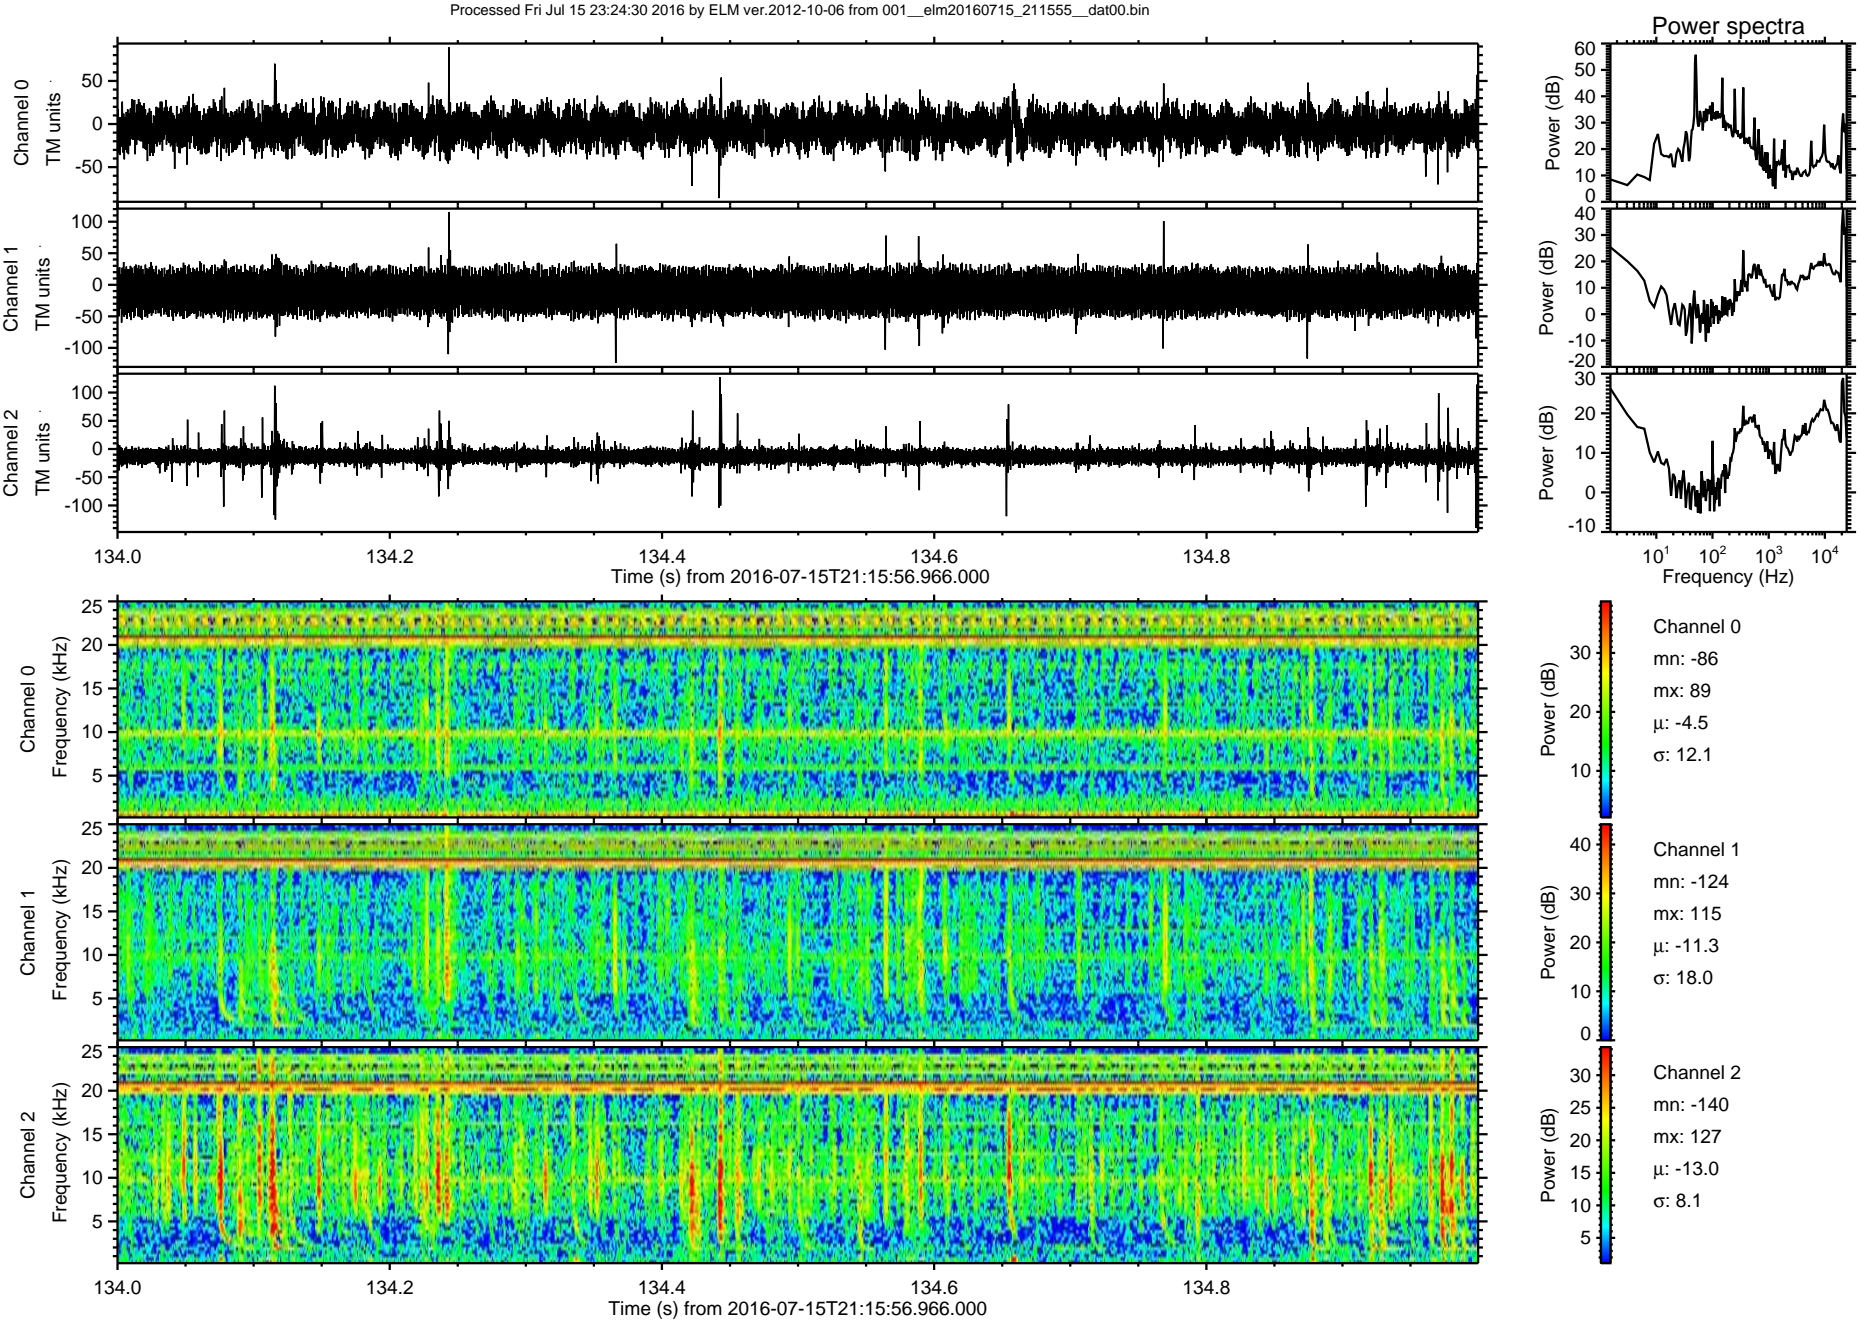 Processed Fri Jul 15 23:24:30 2016 by ELM ver.2012-10-06 from 001__elm20160715_211555__dat00.bin
Power spectra
Channel 0
TM units
50
0
-50
Power (dB)
60
50
40
30
20
10
0
Channel 1
TM units
100
50
0
-50
-100
Power (dB)
40
30
20
10
0
-10
-20
Channel 2
TM units
100
50
0
-50
-100
Power (dB)
30
20
10
0
-10
134.0 134.2 134.4 134.6 134.8
Time (s) from 2016-07-15T21:15:56.966.000
10^1 10^2 10^3 10^4
Frequency (Hz)
Channel 0
Frequency (kHz)
25
20
15
10
5
Power (dB)
30
20
10
Channel 0
mn: -86
mx: 89
μ: -4.5
σ: 12.1
Channel 1
Frequency (kHz)
25
20
15
10
5
Power (dB)
40
30
20
10
0
Channel 1
mn: -124
mx: 115
μ: -11.3
σ: 18.0
Channel 2
Frequency (kHz)
25
20
15
10
5
Power (dB)
30
25
20
15
10
5
Channel 2
mn: -140
mx: 127
μ: -13.0
σ: 8.1
134.0 134.2 134.4 134.6 134.8
Time (s) from 2016-07-15T21:15:56.966.000